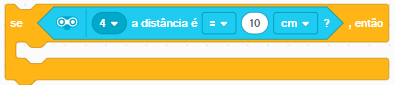 se 4 a distância é = 10 cm ? , então